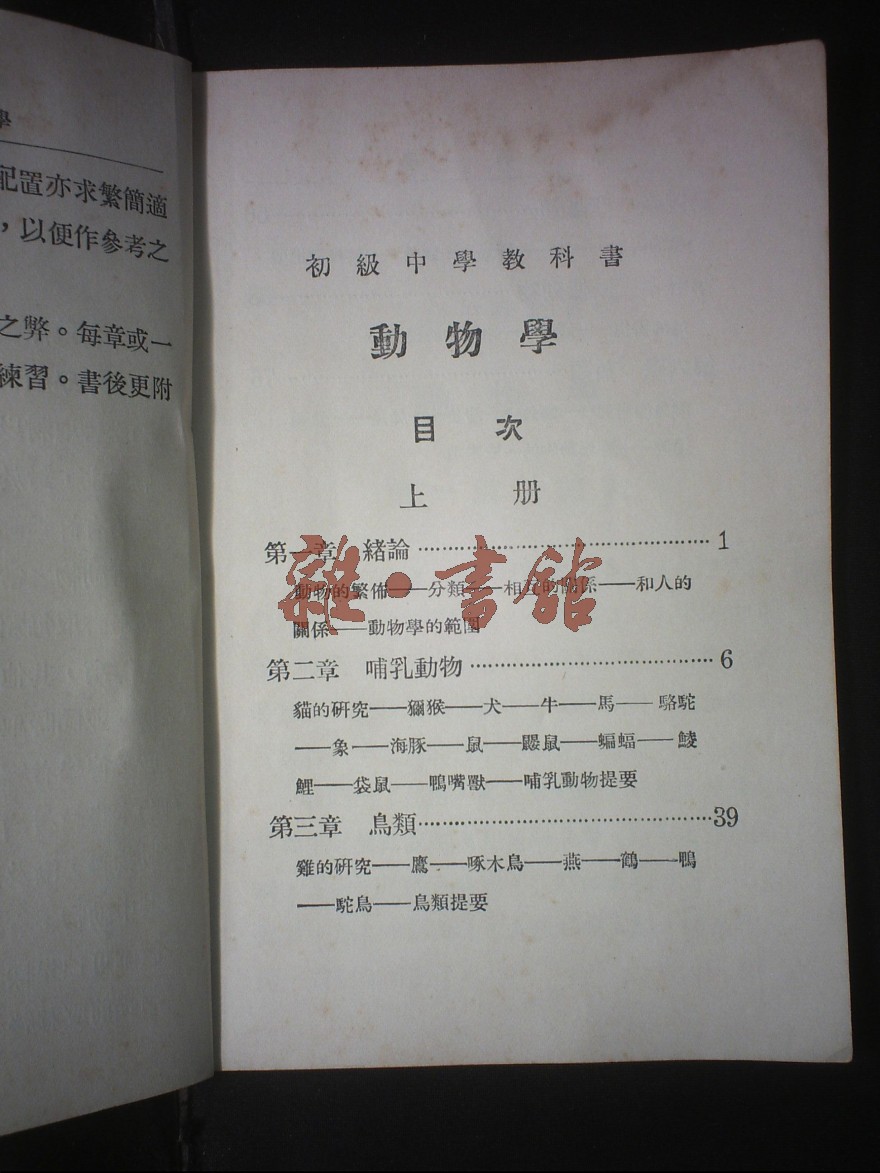 學
配置亦求繁簡適
，以便作參考之
之弊。每章或一
練習。書後更附
初級中學教科書
動物學
目次
上册
第一章 緒論……………………………………1
動物的繁佈——分類——相互的關係——和人的
關係——動物學的範圍
第二章 哺乳動物……………………………………6
貓的研究——獼猴——犬——牛——馬——駱駝
——象——海豚——鼠——鼴鼠——蝙蝠——鯪
鯉——袋鼠——鴨嘴獸——哺乳動物提要
第三章 鳥類……………………………………39
雞的研究——鷹——啄木鳥——燕——鶴——鴨
——駝鳥——鳥類提要
雜·書館